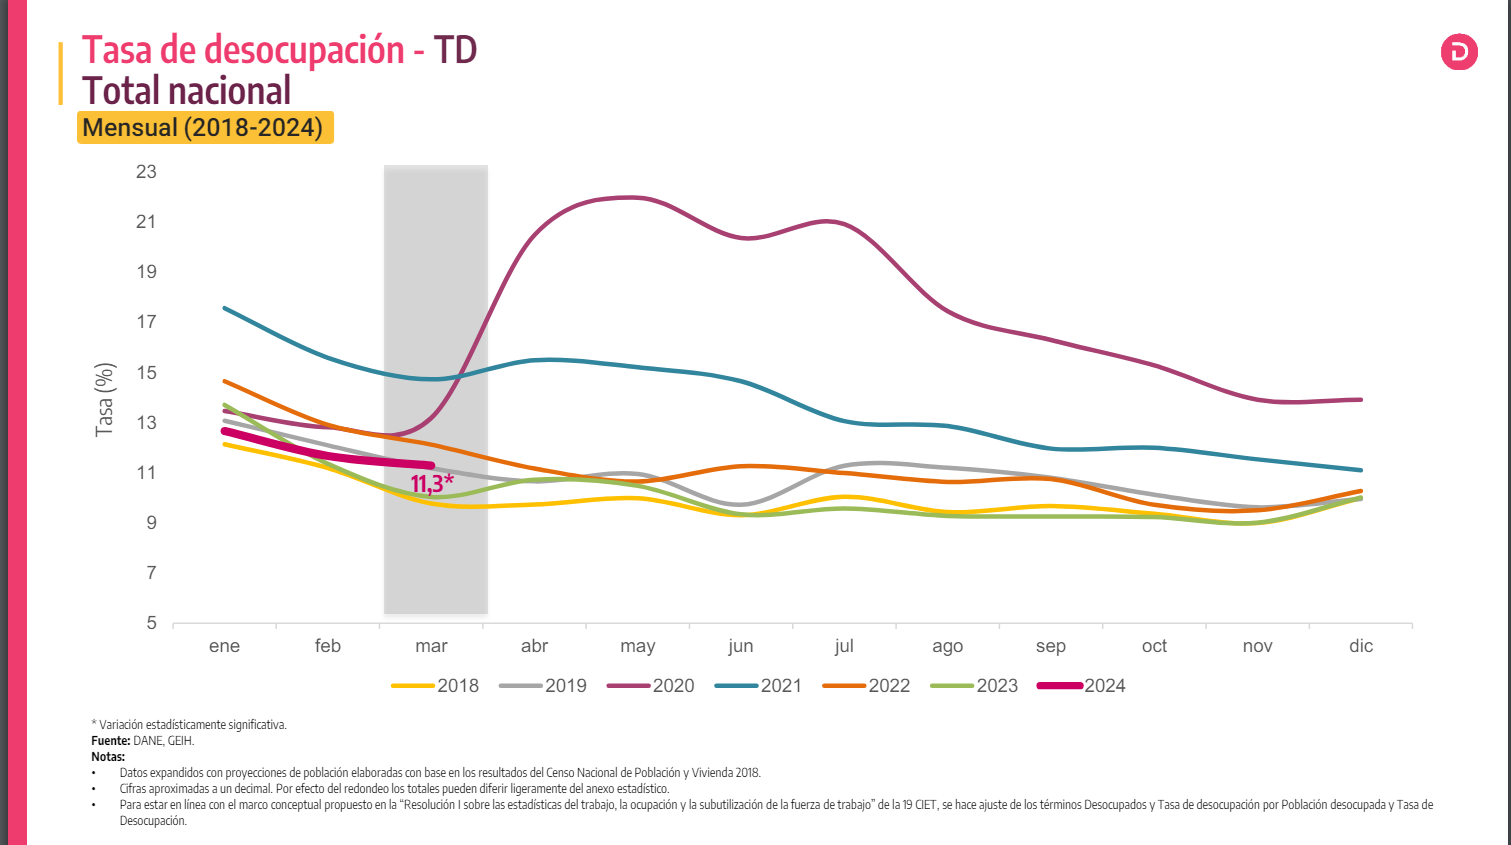 Tasa de desocupación - TD
Total nacional
Mensual (2018-2024)
23
21
19
17
15
13
11
9
7
5
Tasa (%)
11,3*
ene feb mar abr may jun jul ago sep oct nov dic
2018 2019 2020 2021 2022 2023 2024
* Variación estadísticamente significativa.
Fuente: DANE, GEIH.
Notas:
• Datos expandidos con proyecciones de población elaboradas con base en los resultados del Censo Nacional de Población y Vivienda 2018.
• Cifras aproximadas a un decimal. Por efecto del redondeo los totales pueden diferir ligeramente del anexo estadístico.
• Para estar en línea con el marco conceptual propuesto en la “Resolución I sobre las estadísticas del trabajo, la ocupación y la subutilización de la fuerza de trabajo” de la 19 CIET, se hace ajuste de los términos Desocupados y Tasa de desocupación por Población desocupada y Tasa de
Desocupación.